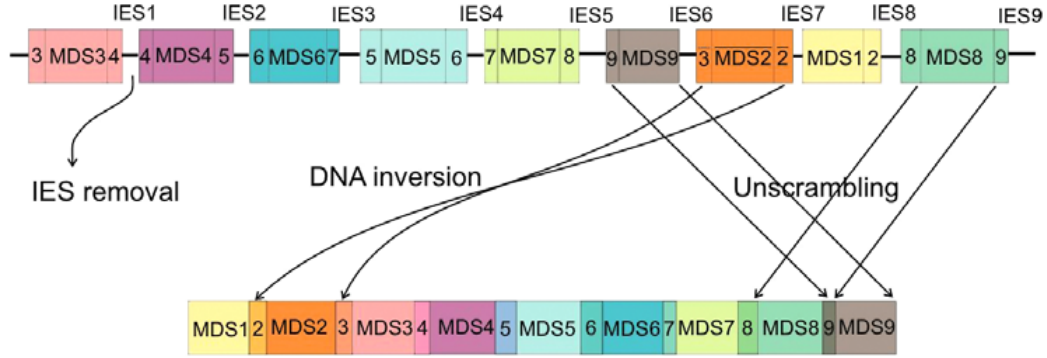 IES1 IES2 IES3 IES4 IES5 IES6 IES7 IES8 IES9
3 MDS3 4 4 MDS4 5 6 MDS6 7 5 MDS5 6 7 MDS7 8 9 MDS9 3̅ MDS2 2̅ MDS1 2 8 MDS8 9
IES removal
DNA inversion
Unscrambling
MDS1 2 MDS2 3 MDS3 4 MDS4 5 MDS5 6 MDS6 7 MDS7 8 MDS8 9 MDS9